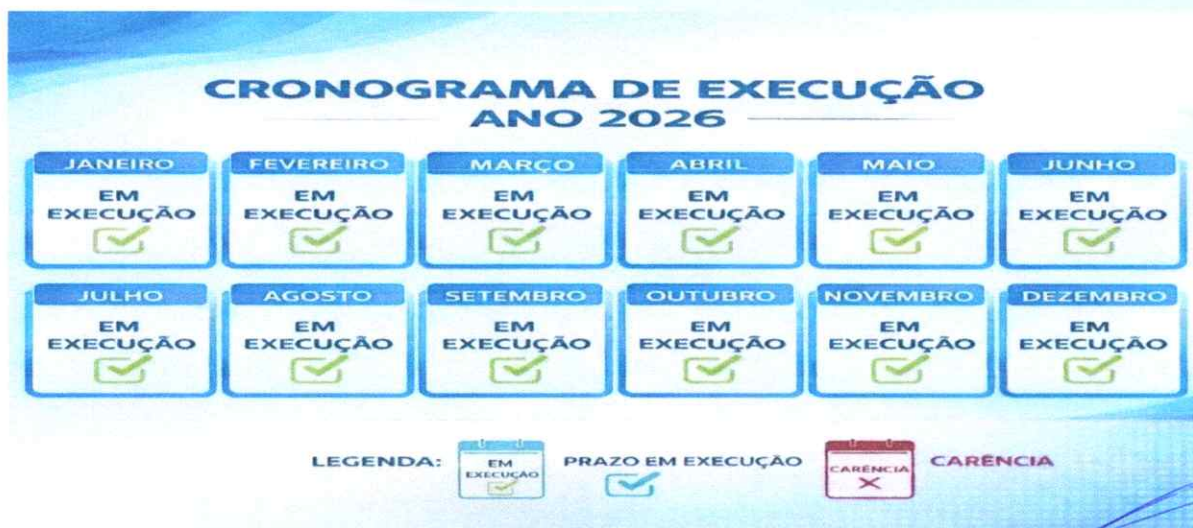 CRONOGRAMA DE EXECUÇÃO
ANO 2026
JANEIRO FEVEREIRO MARÇO ABRIL MAIO JUNHO
EM EM EM EM EM EM
EXECUÇÃO EXECUÇÃO EXECUÇÃO EXECUÇÃO EXECUÇÃO EXECUÇÃO
JULHO AGOSTO SETEMBRO OUTUBRO NOVEMBRO DEZEMBRO
EM EM EM EM EM EM
EXECUÇÃO EXECUÇÃO EXECUÇÃO EXECUÇÃO EXECUÇÃO EXECUÇÃO
LEGENDA: EM EXECUÇÃO PRAZO EM EXECUÇÃO CARÊNCIA CARÊNCIA